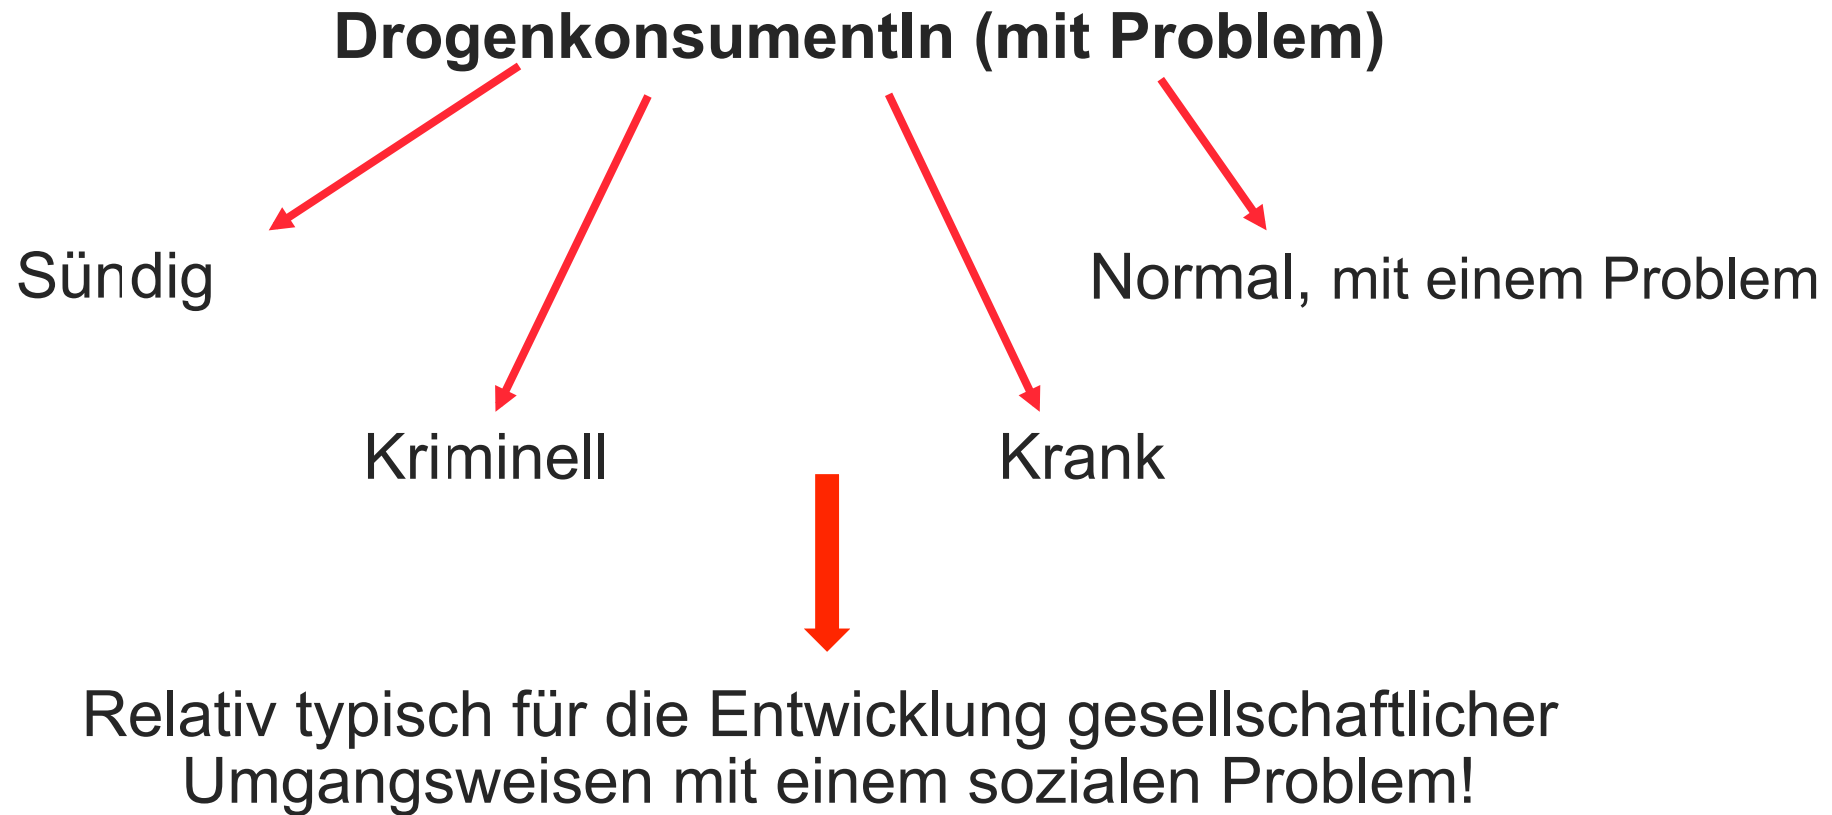 DrogenkonsumentIn (mit Problem)
Sündig
Normal, mit einem Problem
Kriminell
Krank
Relativ typisch für die Entwicklung gesellschaftlicher
Umgangsweisen mit einem sozialen Problem!